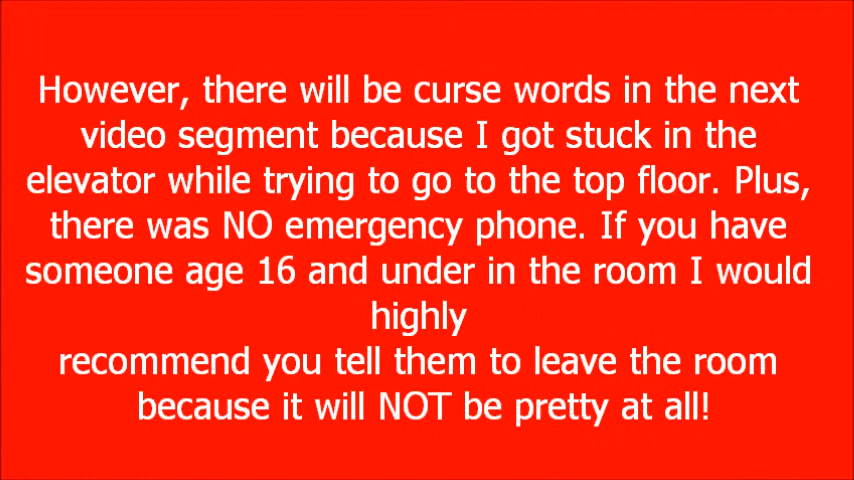 However, there will be curse words in the next
video segment because I got stuck in the
elevator while trying to go to the top floor. Plus,
there was NO emergency phone. If you have
someone age 16 and under in the room I would
highly
recommend you tell them to leave the room
because it will NOT be pretty at all!